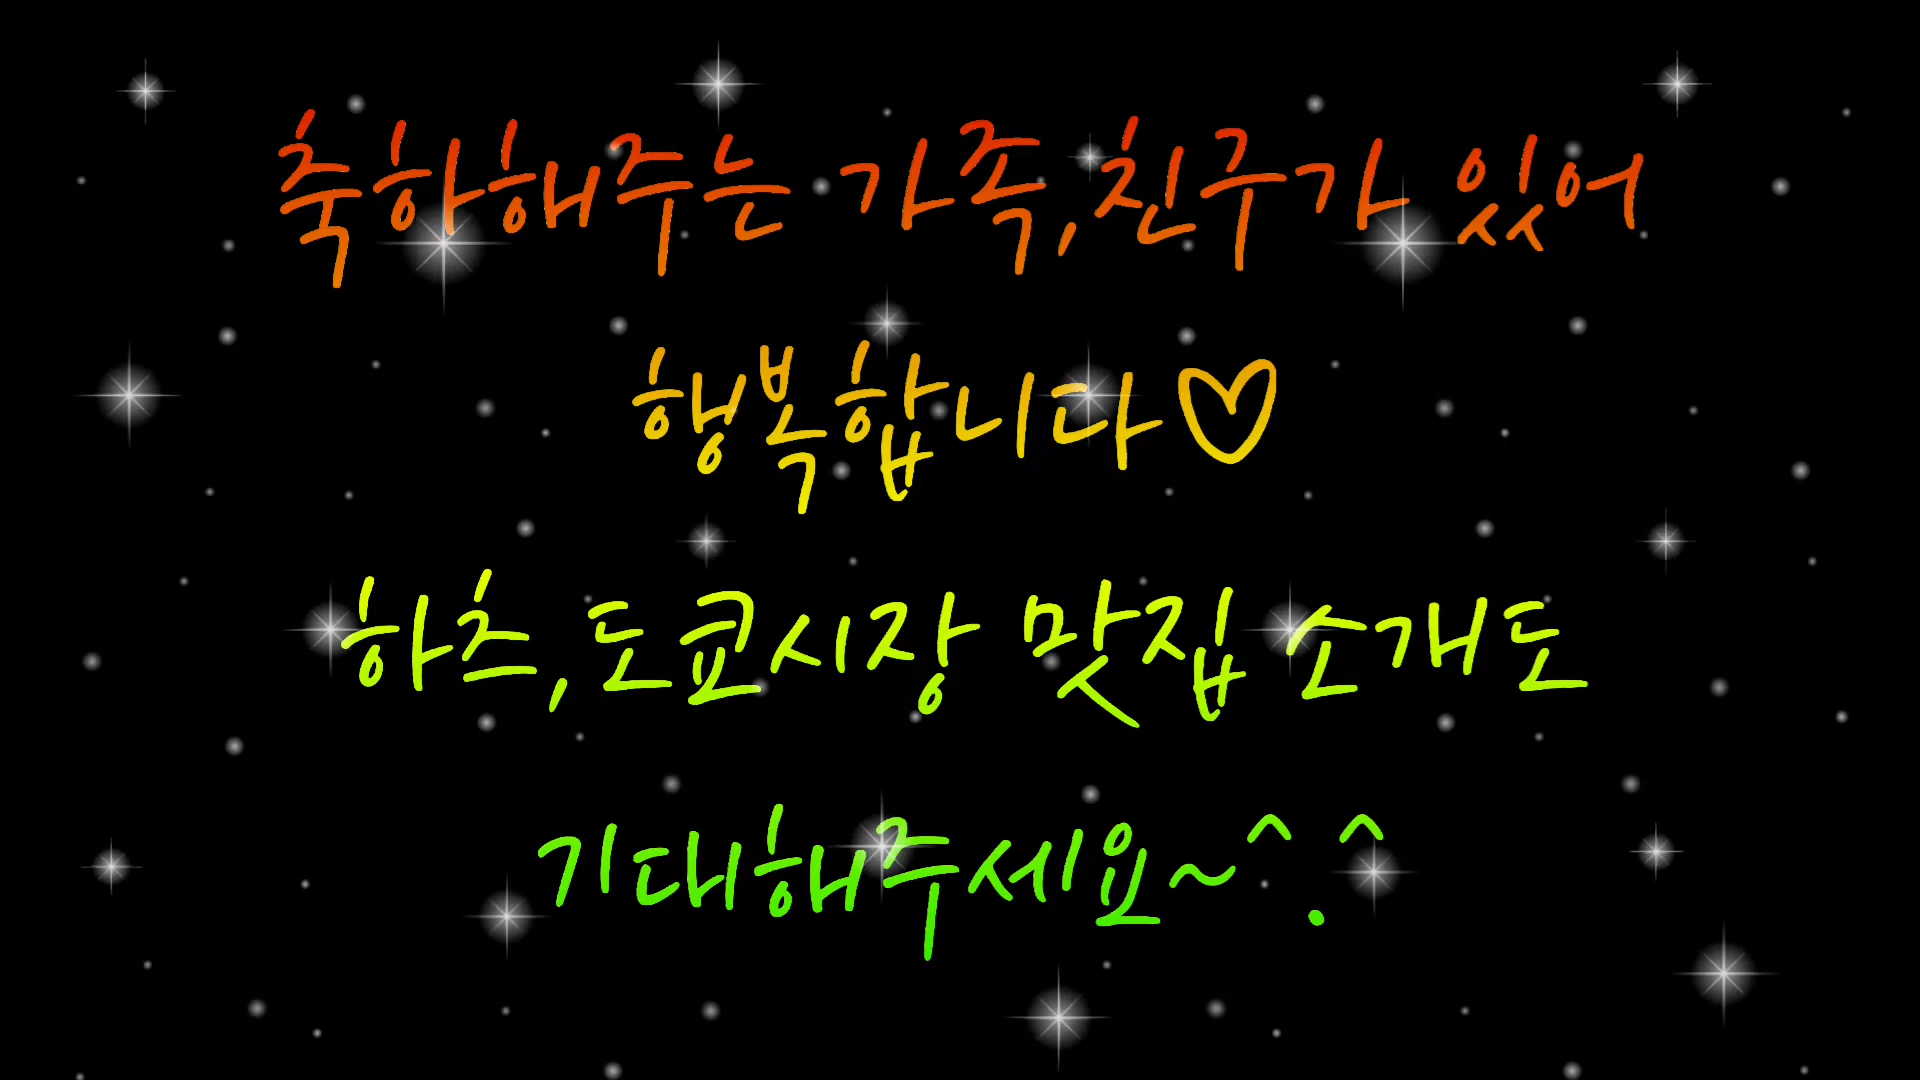 축하해주는 가족,친구가 있어
행복합니다♡
하츠,도쿄시장 맛집 소개도
기대해주세요~^.^